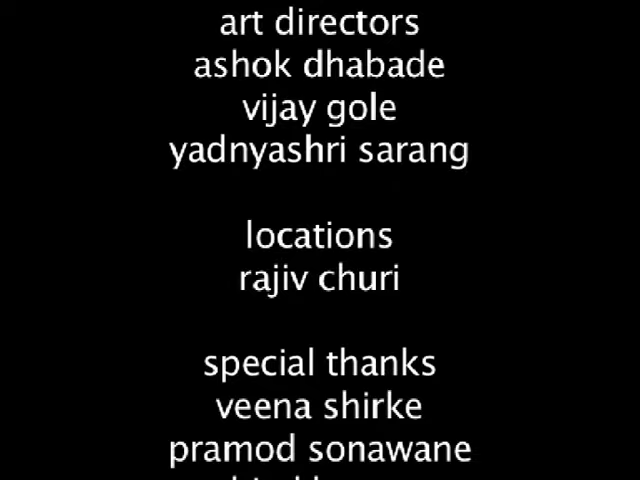 art directors
ashok dhabade
vijay gole
yadnyashri sarang
locations
rajiv churi
special thanks
veena shirke
pramod sonawane